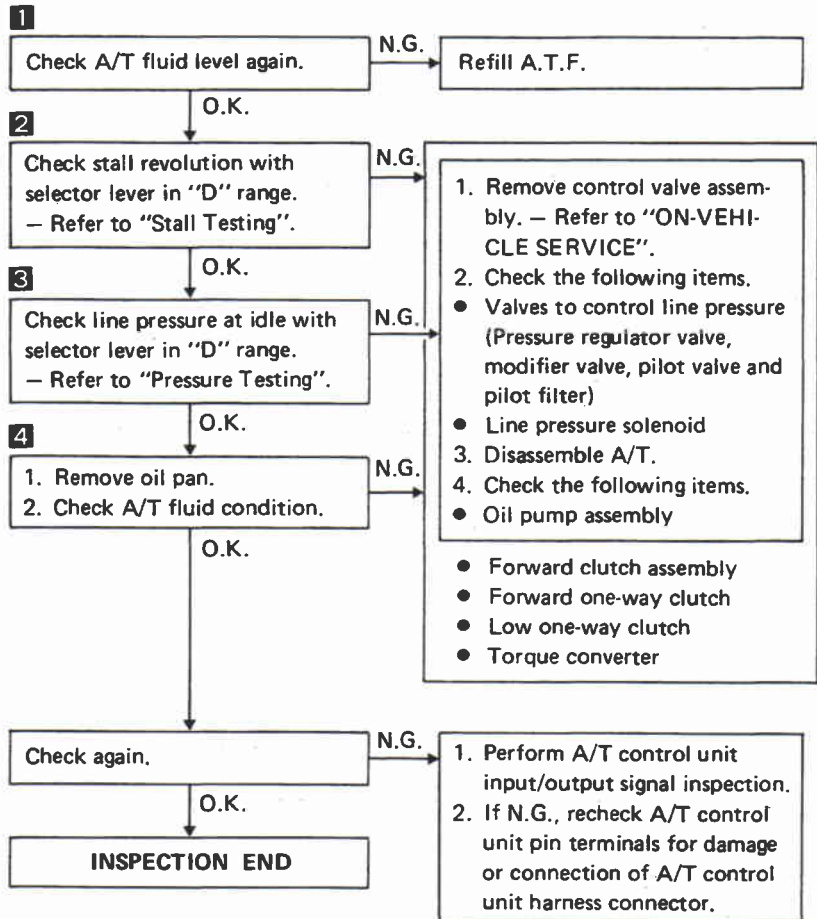 1
Check A/T fluid level again.
N.G.
Refill A.T.F.
O.K.
2
Check stall revolution with
selector lever in "D" range.
— Refer to "Stall Testing".
N.G.
O.K.
3
Check line pressure at idle with
selector lever in "D" range.
— Refer to "Pressure Testing".
N.G.
O.K.
4
1. Remove oil pan.
2. Check A/T fluid condition.
N.G.
O.K.
1. Remove control valve assem-
bly. — Refer to "ON-VEHI-
CLE SERVICE".
2. Check the following items.
● Valves to control line pressure
(Pressure regulator valve,
modifier valve, pilot valve and
pilot filter)
● Line pressure solenoid
3. Disassemble A/T.
4. Check the following items.
● Oil pump assembly
● Forward clutch assembly
● Forward one-way clutch
● Low one-way clutch
● Torque converter
Check again.
N.G.
O.K.
1. Perform A/T control unit
input/output signal inspection.
2. If N.G., recheck A/T control
unit pin terminals for damage
or connection of A/T control
unit harness connector.
INSPECTION END